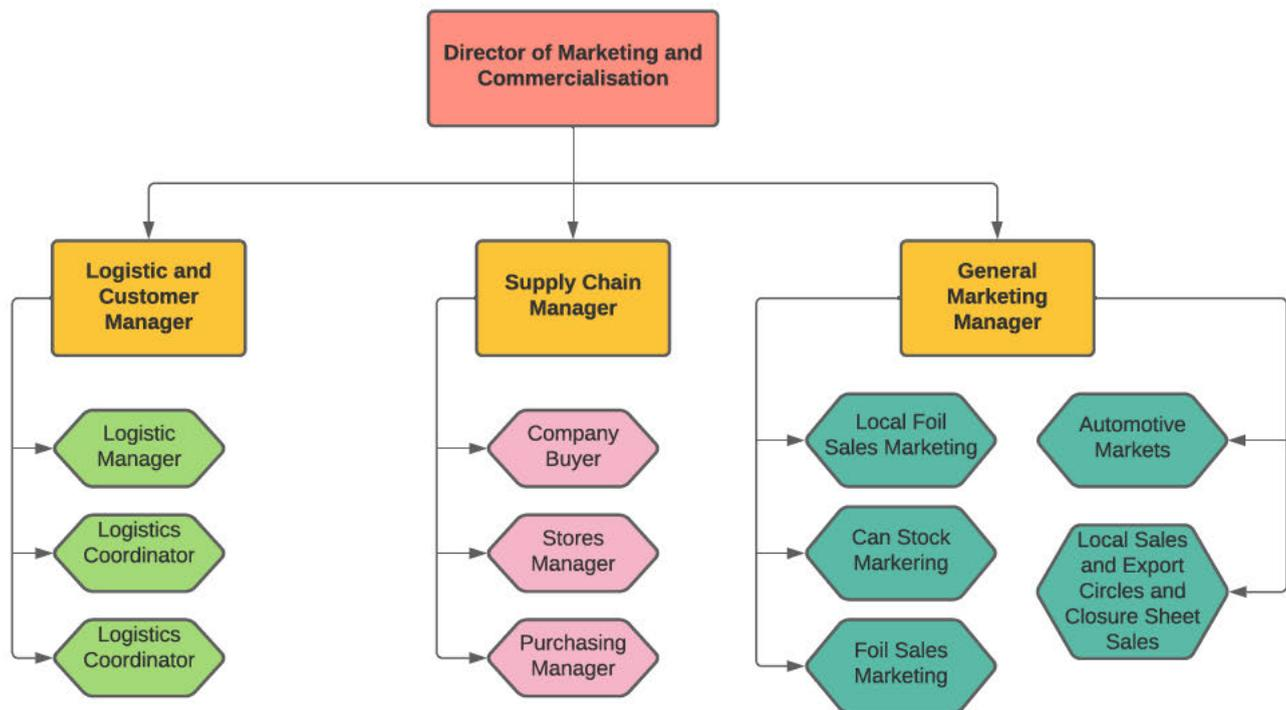 Director of Marketing and
Commercialisation
Logistic and
Customer
Manager
Supply Chain
Manager
General
Marketing
Manager
Logistic
Manager
Logistics
Coordinator
Logistics
Coordinator
Company
Buyer
Stores
Manager
Purchasing
Manager
Local Foil
Sales Marketing
Can Stock
Markering
Foil Sales
Marketing
Automotive
Markets
Local Sales
and Export
Circles and
Closure Sheet
Sales